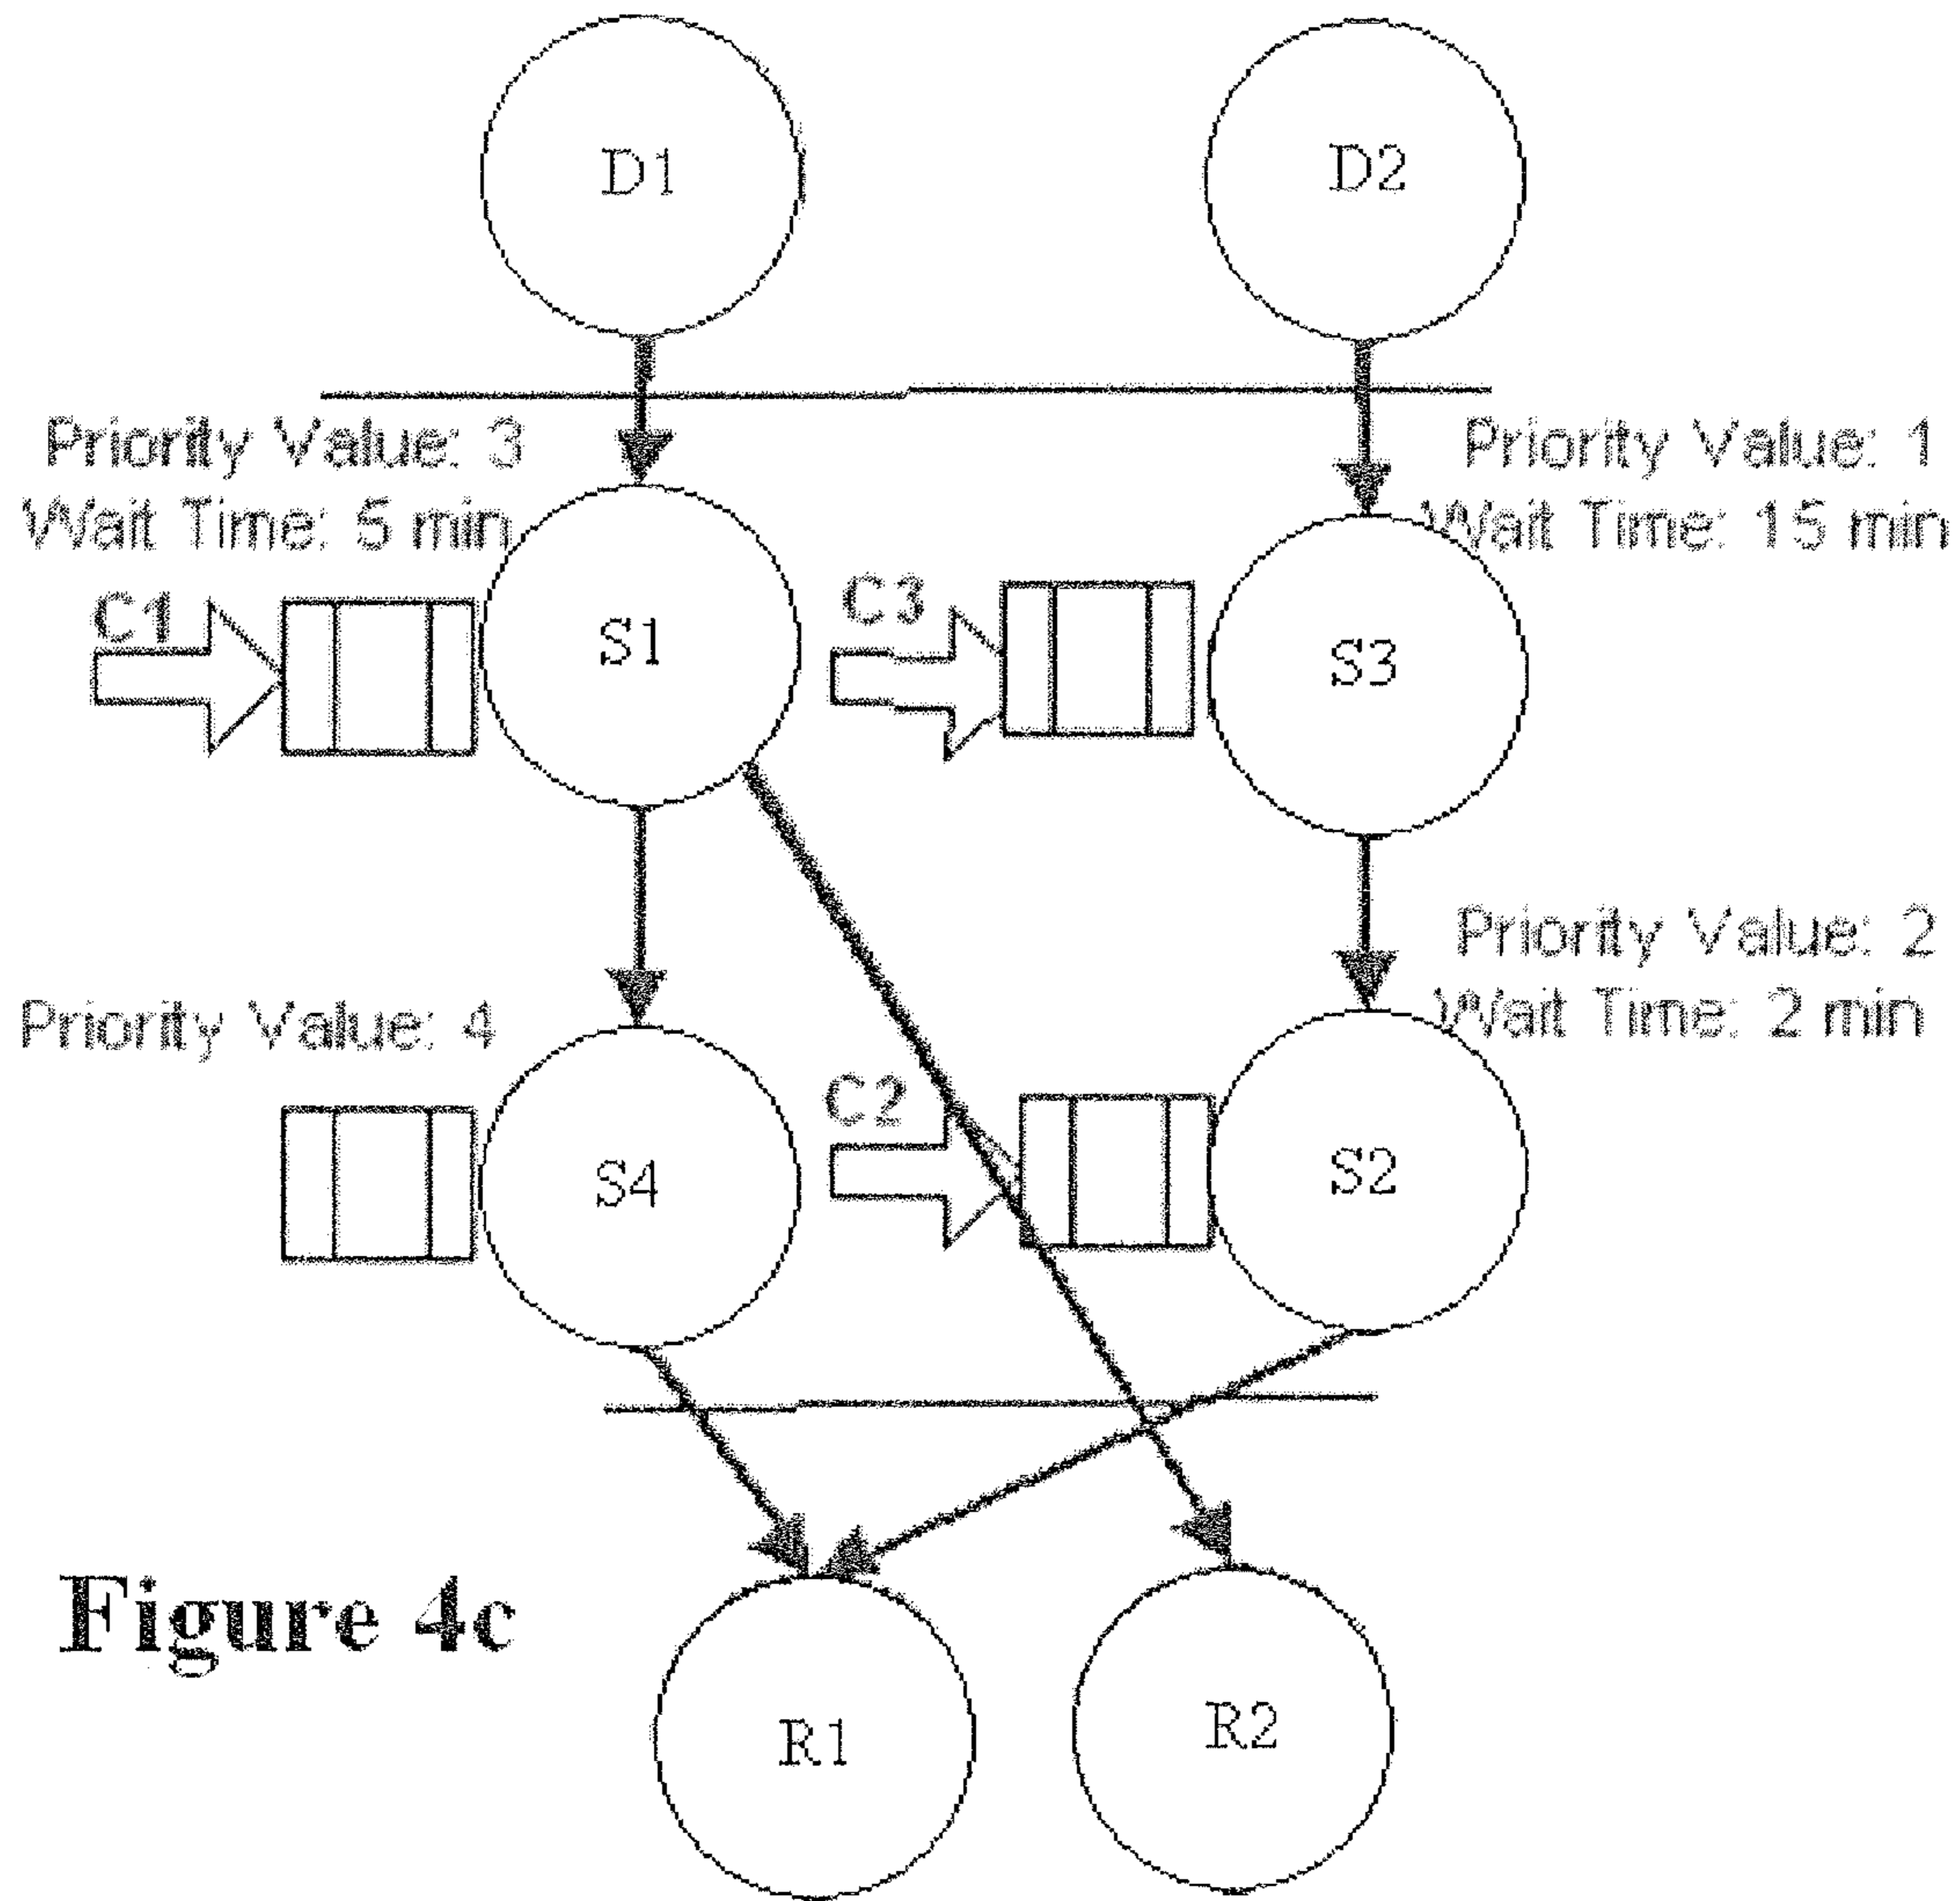 D1
D2
Priority Value: 3
Wait Time: 5 min
Priority Value: 1
Wait Time: 15 min
C1
S1
C3
S3
Priority Value: 4
Priority Value: 2
Wait Time: 2 min
S4
C2
S2
Figure 4c
R1
R2